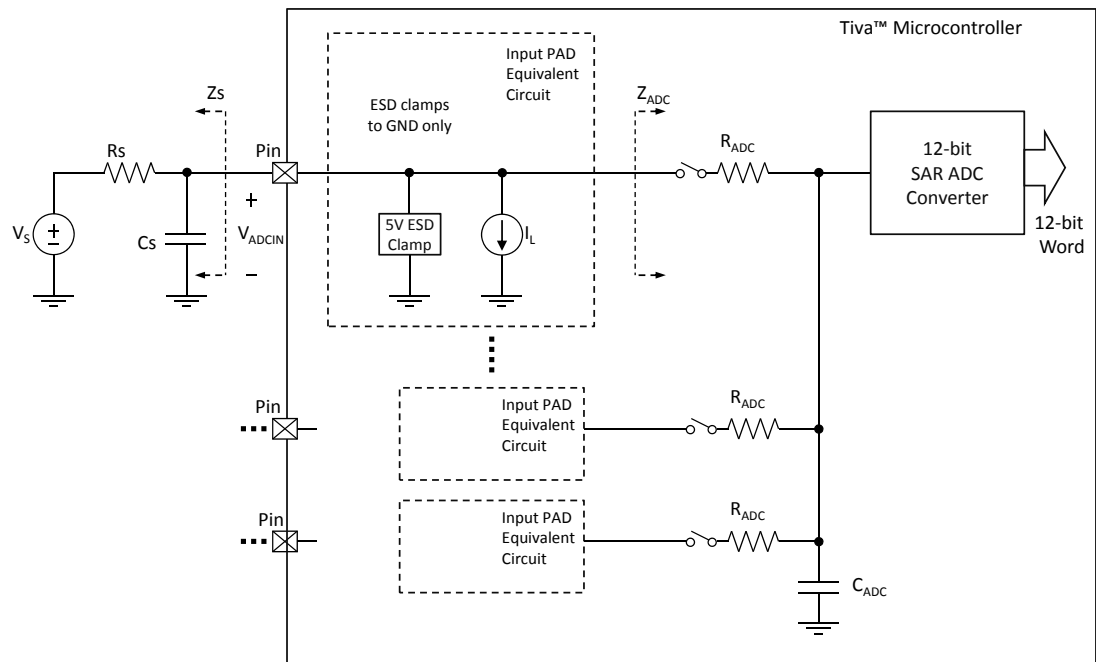 Tiva™ Microcontroller
Input PAD
Equivalent
Circuit
ESD clamps
to GND only
Zs
ZADC
Rs
Pin
RADC
12-bit
SAR ADC
Converter
+
VADCIN
−
VS
+
−
Cs
5V ESD
Clamp
IL
12-bit
Word
Pin
Input PAD
Equivalent
Circuit
RADC
Pin
Input PAD
Equivalent
Circuit
RADC
CADC